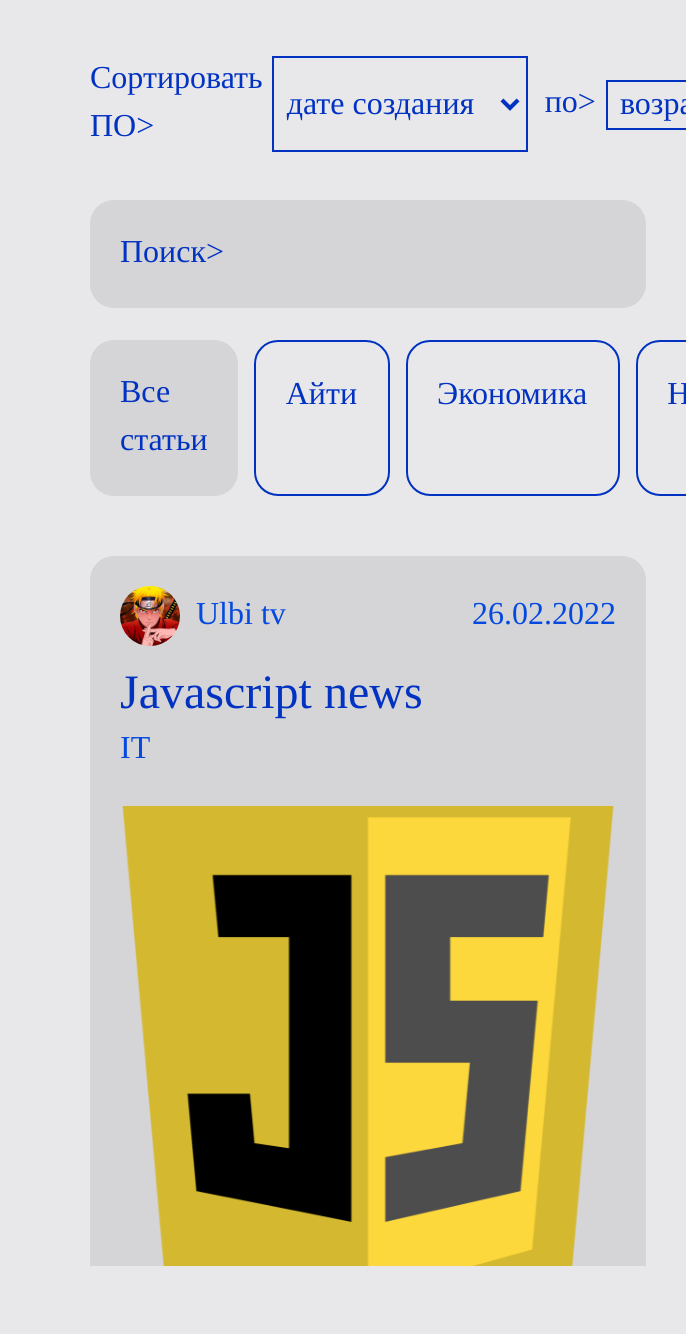 Сортировать
ПО>
дате создания
по>
возра
Поиск>
Все
статьи
Айти
Экономика
Н
Ulbi tv
26.02.2022
Javascript news
IT
JS